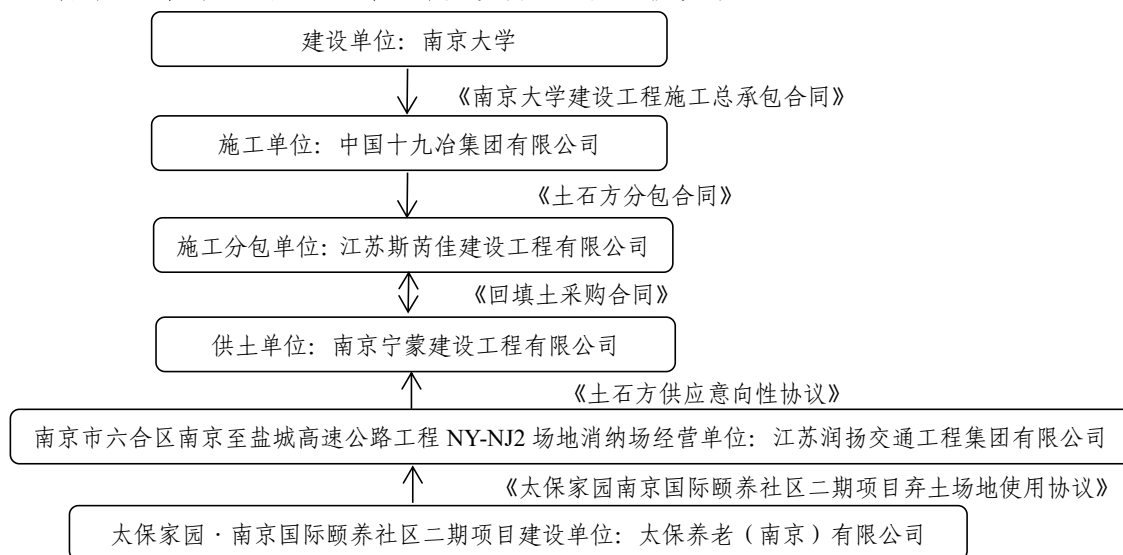 建设单位：南京大学
《南京大学建设工程施工总承包合同》
施工单位：中国十九冶集团有限公司
《土石方分包合同》
施工分包单位：江苏斯芮佳建设工程有限公司
《回填土采购合同》
供土单位：南京宁蒙建设工程有限公司
《土石方供应意向性协议》
南京市六合区南京至盐城高速公路工程 NY-NJ2 场地消纳场经营单位：江苏润扬交通工程集团有限公司
《太保家园南京国际颐养社区二期项目弃土场地使用协议》
太保家园·南京国际颐养社区二期项目建设单位：太保养老（南京）有限公司